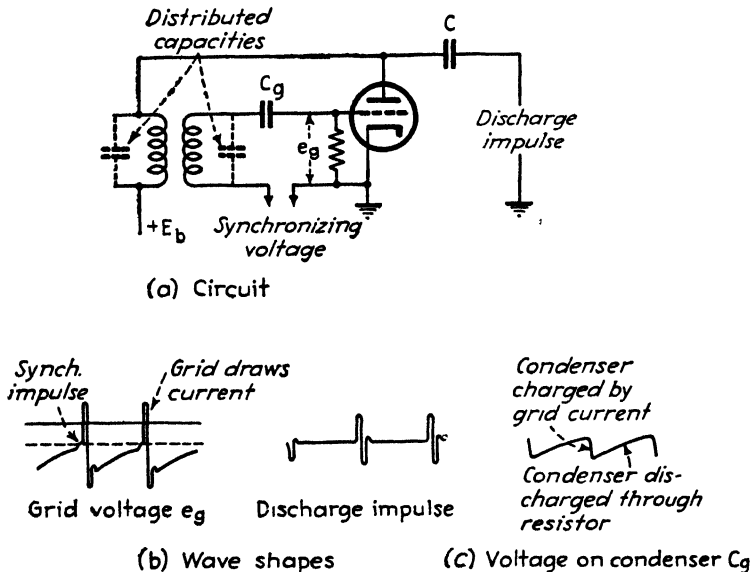 Distributed
capacities
C
Cg
eg
Discharge
impulse
+Eb
Synchronizing
voltage
(a) Circuit
Synch.
impulse
Grid draws
current
Grid voltage eg
Discharge impulse
(b) Wave shapes
Condenser
charged by
grid current
Condenser dis-
charged through
resistor
(c) Voltage on condenser Cg